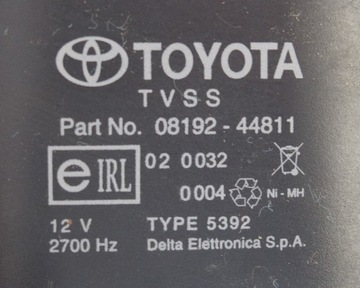 TOYOTA
TVSS
Part No. 08192 - 44811
e IRL 02 0032
0004 Ni - MH
12 V TYPE 5392
2700 Hz Delta Elettronica S.p.A.